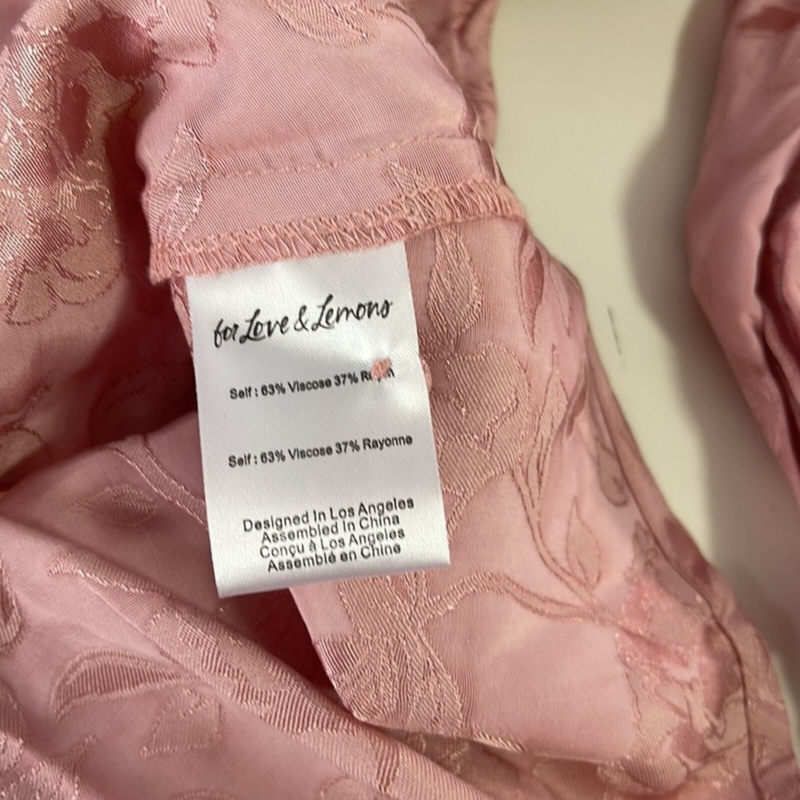 for Love & Lemons
Self : 63% Viscose 37%
Self : 63% Viscose 37% Rayonne
Designed In Los Angeles
Assembled In China
Conçu à Los Angeles
Assemblé en Chine